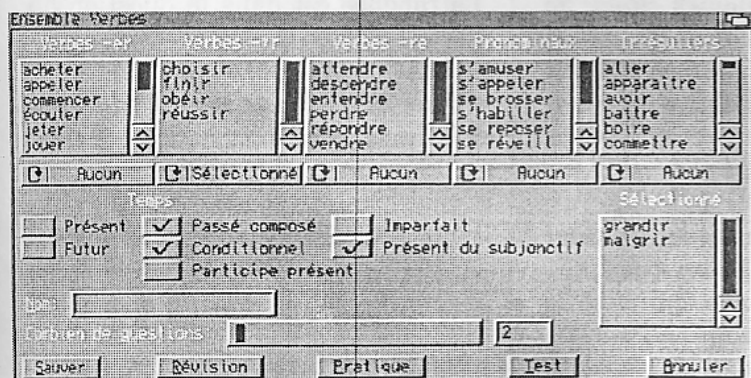 Ensemble Verbes
Verbes -er Verbes -ir Verbes -re Pronominaux Irréguliers
acheter choisir attendre s'amuser aller
appeler finir descendre s'appeler apparaître
commencer obéir entendre se brosser avoir
écouter réussir perdre s'habiller battre
jeter répondre se reposer boire
jouer vendre se réveill commettre
Aucun Sélectionné Aucun Aucun Aucun
Temps Sélectionné
Présent Passé composé Imparfait grandir
Futur Conditionnel Présent du subjonctif maigrir
Participe présent
Nom:
Combien de questions 2
Sauver Révision Pratique Test Annuler